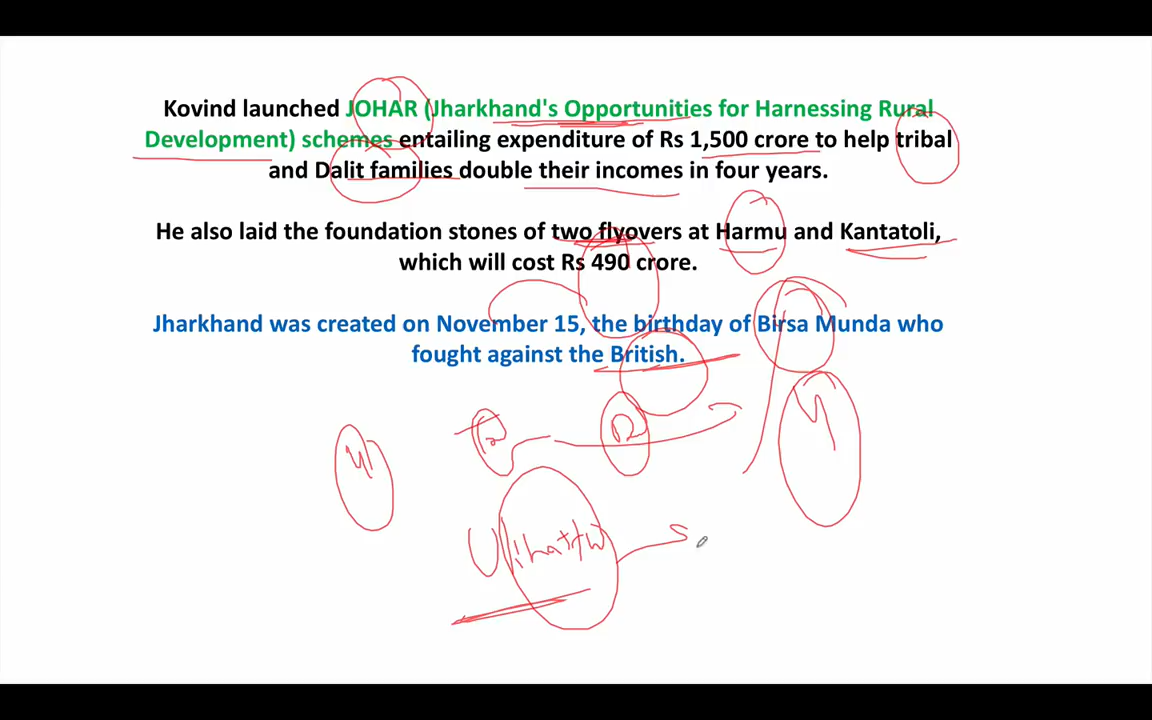 Kovind launched JOHAR (Jharkhand's Opportunities for Harnessing Rural
Development) schemes entailing expenditure of Rs 1,500 crore to help tribal
and Dalit families double their incomes in four years.
He also laid the foundation stones of two flyovers at Harmu and Kantatoli,
which will cost Rs 490 crore.
Jharkhand was created on November 15, the birthday of Birsa Munda who
fought against the British.
Ulihattu
S